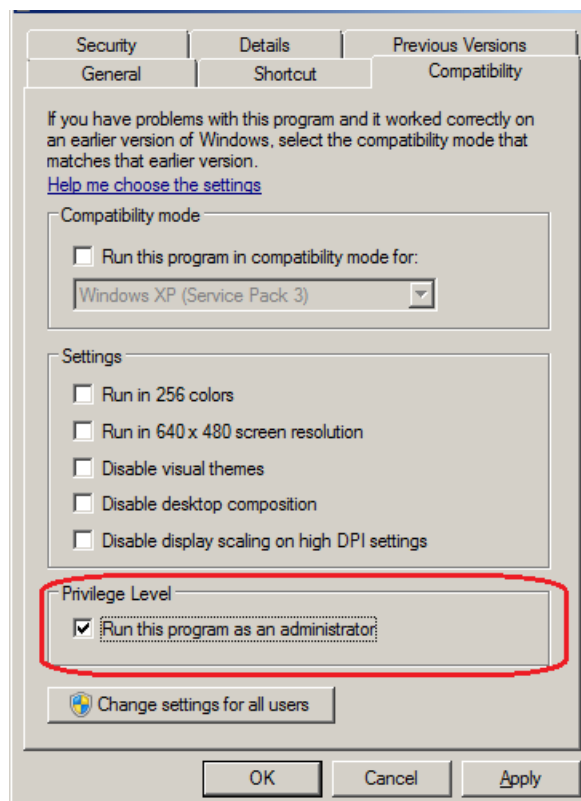 Security Details Previous Versions
General Shortcut Compatibility
If you have problems with this program and it worked correctly on
an earlier version of Windows, select the compatibility mode that
matches that earlier version.
Help me choose the settings
Compatibility mode
Run this program in compatibility mode for:
Windows XP (Service Pack 3)
Settings
Run in 256 colors
Run in 640 x 480 screen resolution
Disable visual themes
Disable desktop composition
Disable display scaling on high DPI settings
Privilege Level
Run this program as an administrator
Change settings for all users
OK Cancel Apply